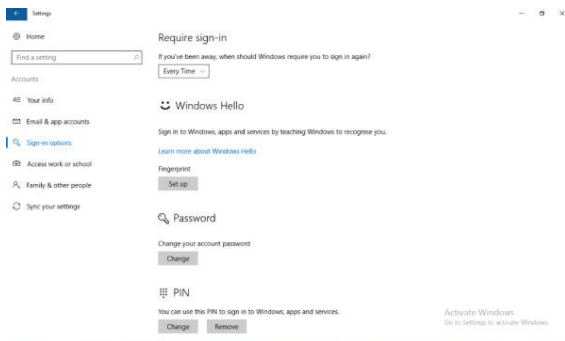 Settings
Home
Find a setting
Accounts
Your info
Email & app accounts
Sign-in options
Access work or school
Family & other people
Sync your settings
Require sign-in
If you've been away, when should Windows require you to sign in again?
Every Time
Windows Hello
Sign in to Windows, apps and services by teaching Windows to recognise you.
Learn more about Windows Hello
Fingerprint
Set up
Password
Change your account password
Change
PIN
You can use this PIN to sign in to Windows, apps and services.
Change Remove
Activate Windows
Go to Settings to activate Windows.